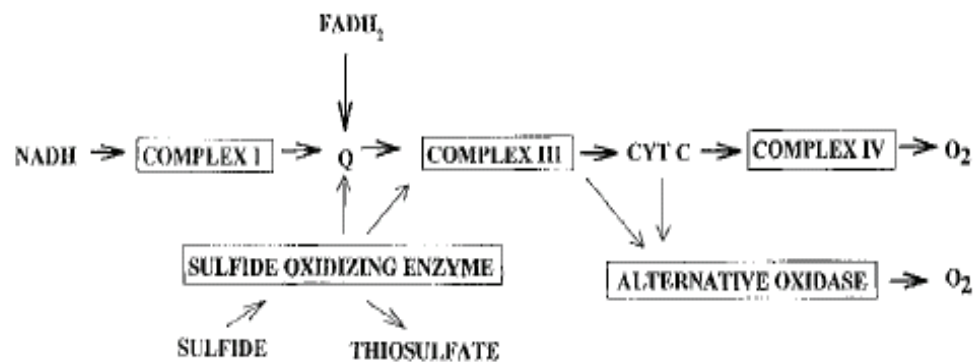 FADH₂
NADH COMPLEX I Q COMPLEX III CYT C COMPLEX IV O₂
SULFIDE OXIDIZING ENZYME ALTERNATIVE OXIDASE O₂
SULFIDE THIOSULFATE